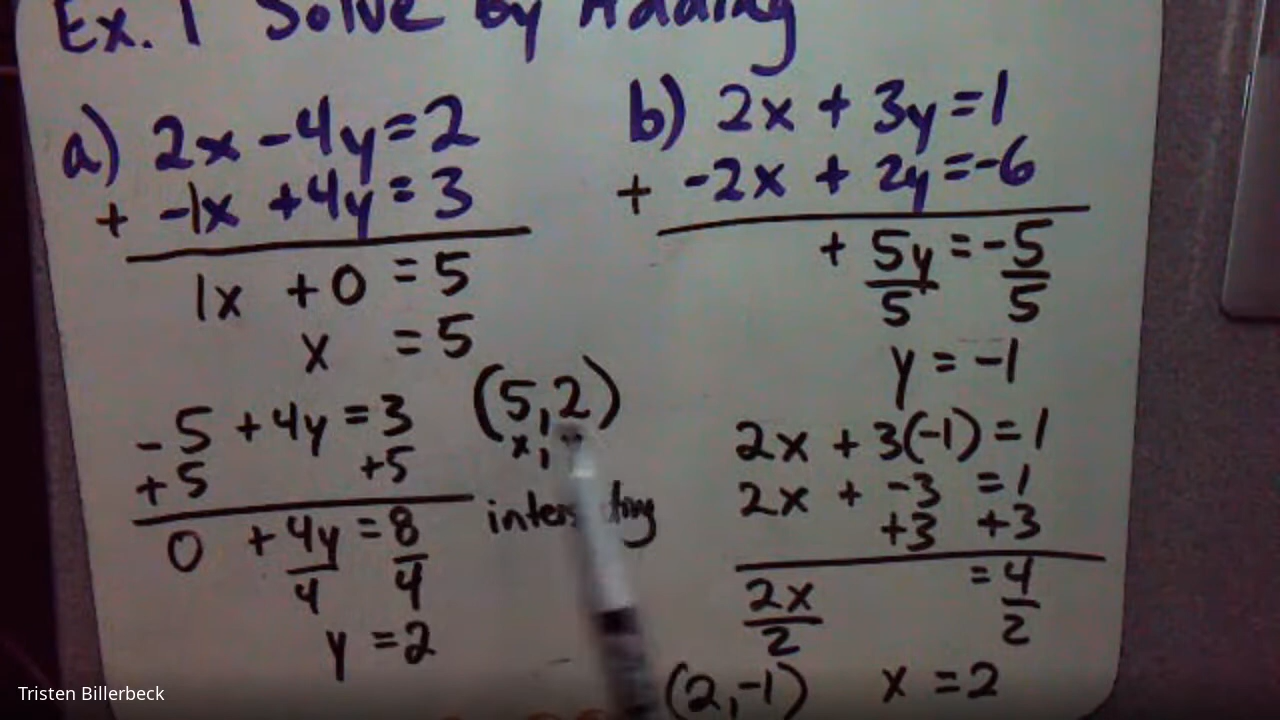 Ex. 1 Solve by Adding
a) 2x - 4y = 2
+ -1x + 4y = 3
1x + 0 = 5
x = 5
-5 + 4y = 3
+5 +5
0 + 4y = 8
4 4
y = 2
(5, 2)
x,
b) 2x + 3y = 1
+ -2x + 2y = -6
+ 5y = -5
5 5
y = -1
2x + 3(-1) = 1
2x + -3 = 1
+3 +3
2x = 4
2 2
x = 2
(2, -1)
Tristen Billerbeck